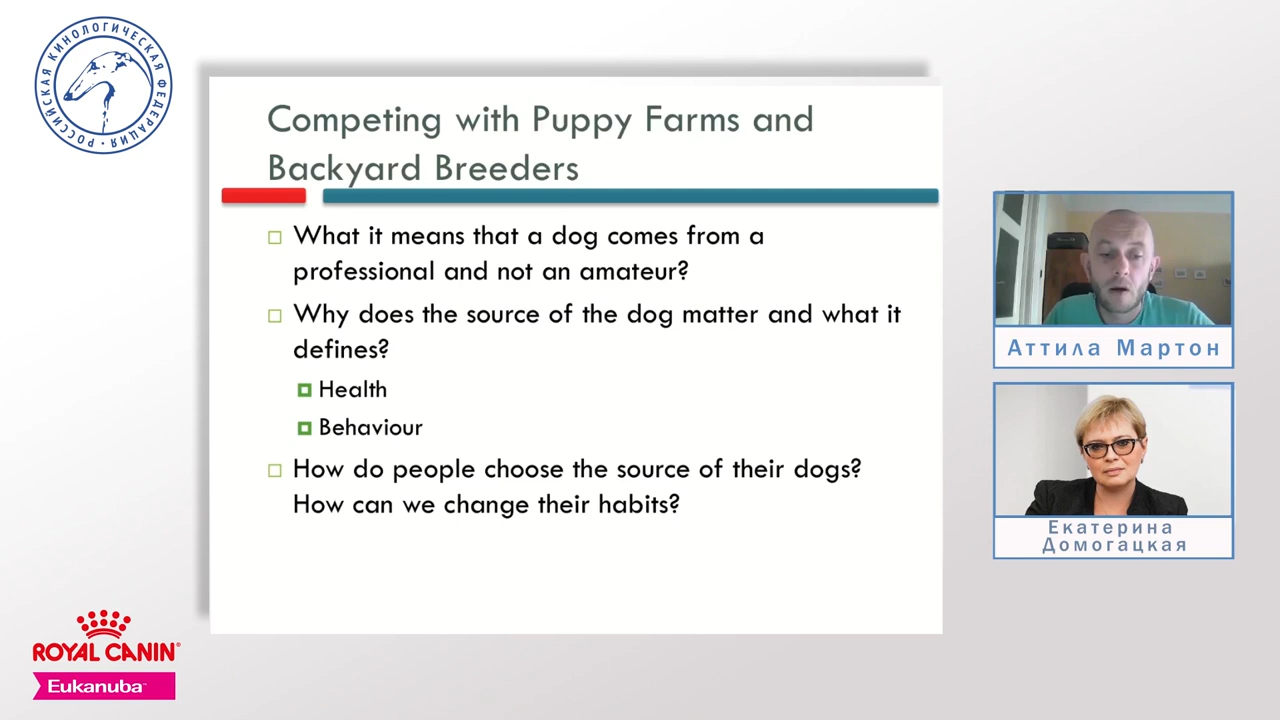 РОССИЙСКАЯ КИНОЛОГИЧЕСКАЯ ФЕДЕРАЦИЯ
Competing with Puppy Farms and
Backyard Breeders
What it means that a dog comes from a
professional and not an amateur?
Why does the source of the dog matter and what it
defines?
Health
Behaviour
How do people choose the source of their dogs?
How can we change their habits?
Аттила Мартон
Екатерина
Домогацкая
ROYAL CANIN®
Eukanuba™